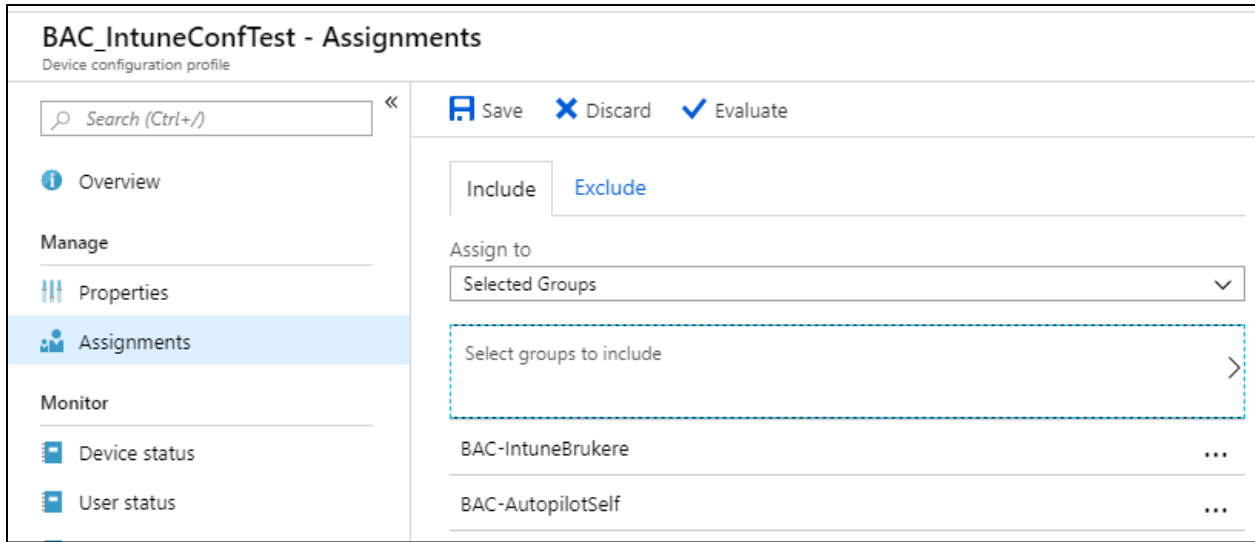 BAC_IntuneConfTest - Assignments
Device configuration profile
Search (Ctrl+/)
«
Overview
Manage
Properties
Assignments
Monitor
Device status
User status
Save Discard Evaluate
Include Exclude
Assign to
Selected Groups
Select groups to include
BAC-IntuneBrukere ...
BAC-AutopilotSelf ...